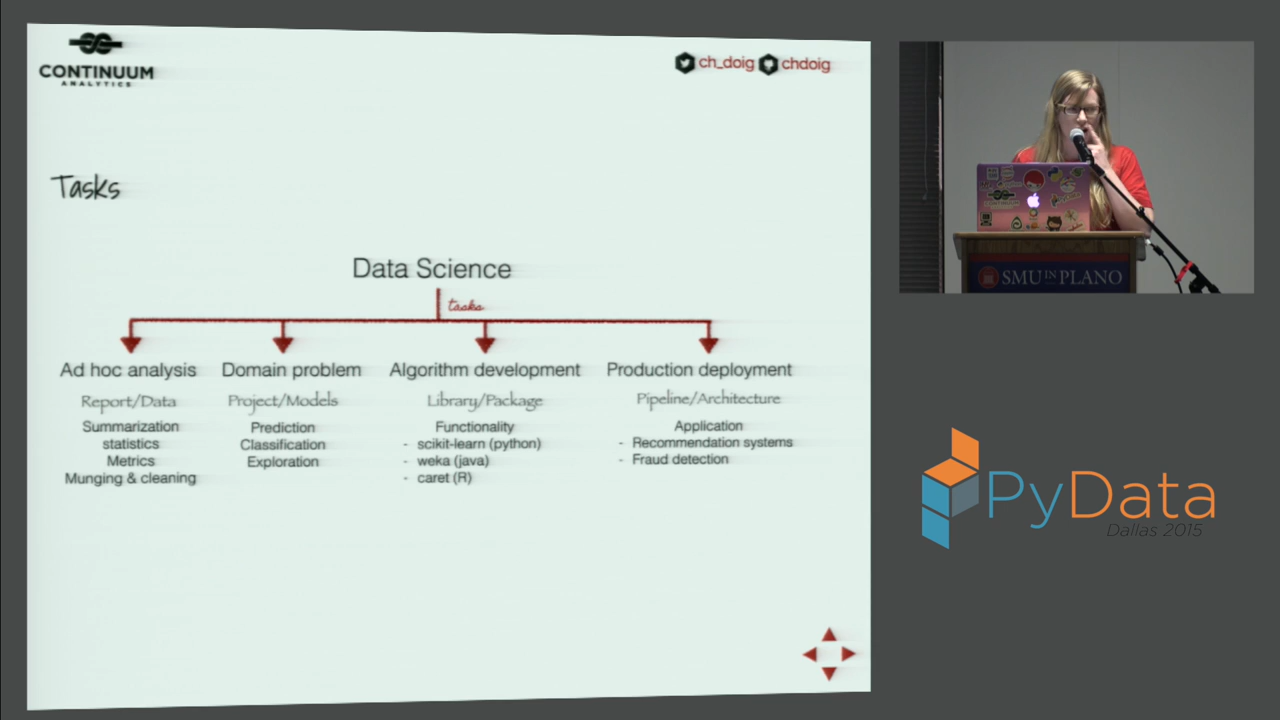 CONTINUUM
ANALYTICS
ch_doig chdoig
Tasks
Data Science
tasks
Ad hoc analysis
Report/Data
Summarization
statistics
Metrics
Munging & cleaning
Domain problem
Project/Models
Prediction
Classification
Exploration
Algorithm development
Library/Package
Functionality
- scikit-learn (python)
- weka (java)
- caret (R)
Production deployment
Pipeline/Architecture
Application
- Recommendation systems
- Fraud detection
SMU IN PLANO
PyData
Dallas 2015